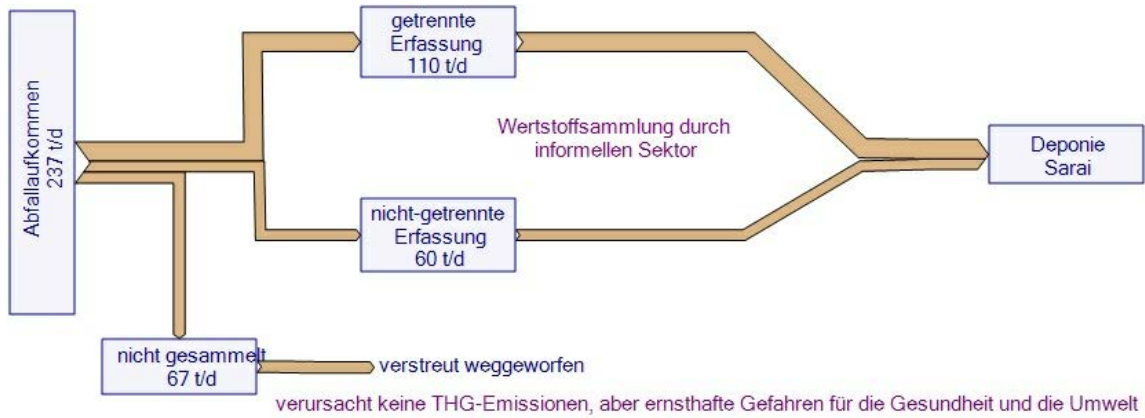 Abfallaufkommen
237 t/d
getrennte
Erfassung
110 t/d
Wertstoffsammlung durch
informellen Sektor
Deponie
Sarai
nicht-getrennte
Erfassung
60 t/d
nicht gesammelt
67 t/d
verstreut weggeworfen
verursacht keine THG-Emissionen, aber ernsthafte Gefahren für die Gesundheit und die Umwelt